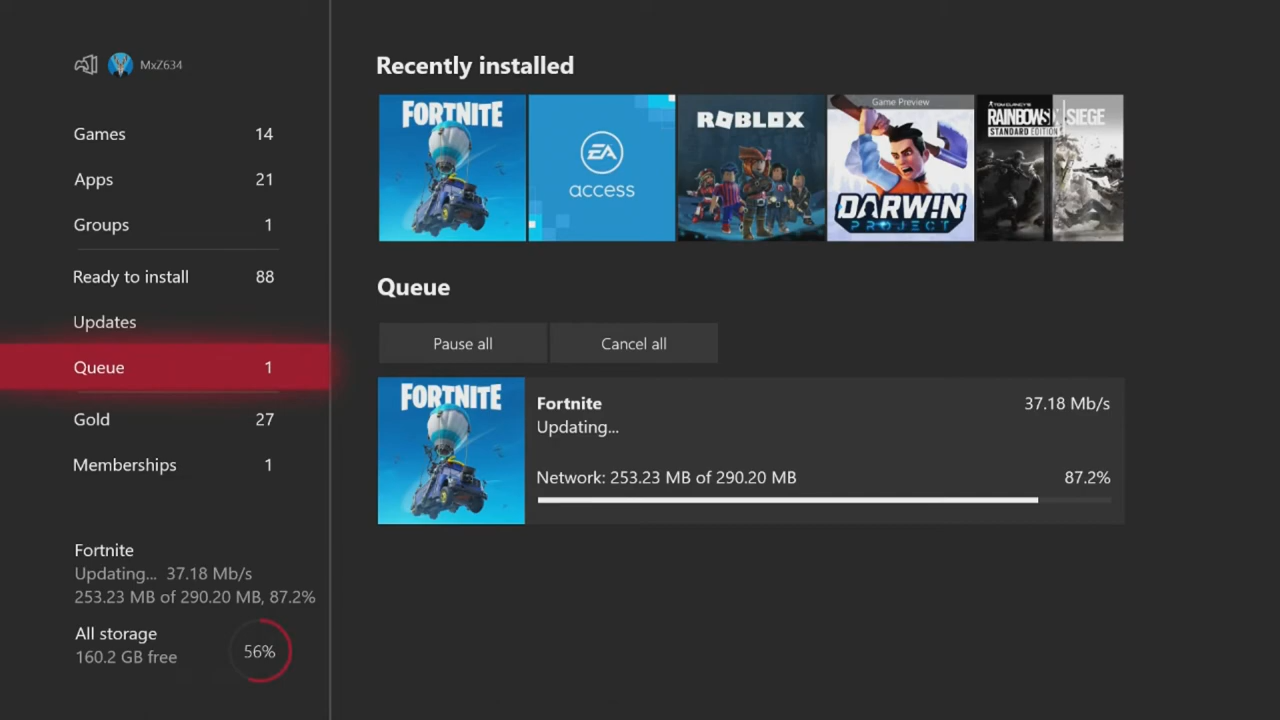 MxZ634
Games 14
Apps 21
Groups 1
Ready to install 88
Updates
Queue 1
Gold 27
Memberships 1
Fortnite
Updating... 37.18 Mb/s
253.23 MB of 290.20 MB, 87.2%
All storage
160.2 GB free
56%
Recently installed
FORTNITE
EA
access
ROBLOX
Game Preview
DARWIN
PROJECT
TOM CLANCY'S
RAINBOW SIX SIEGE
STANDARD EDITION
Queue
Pause all
Cancel all
FORTNITE
Fortnite
37.18 Mb/s
Updating...
Network: 253.23 MB of 290.20 MB
87.2%